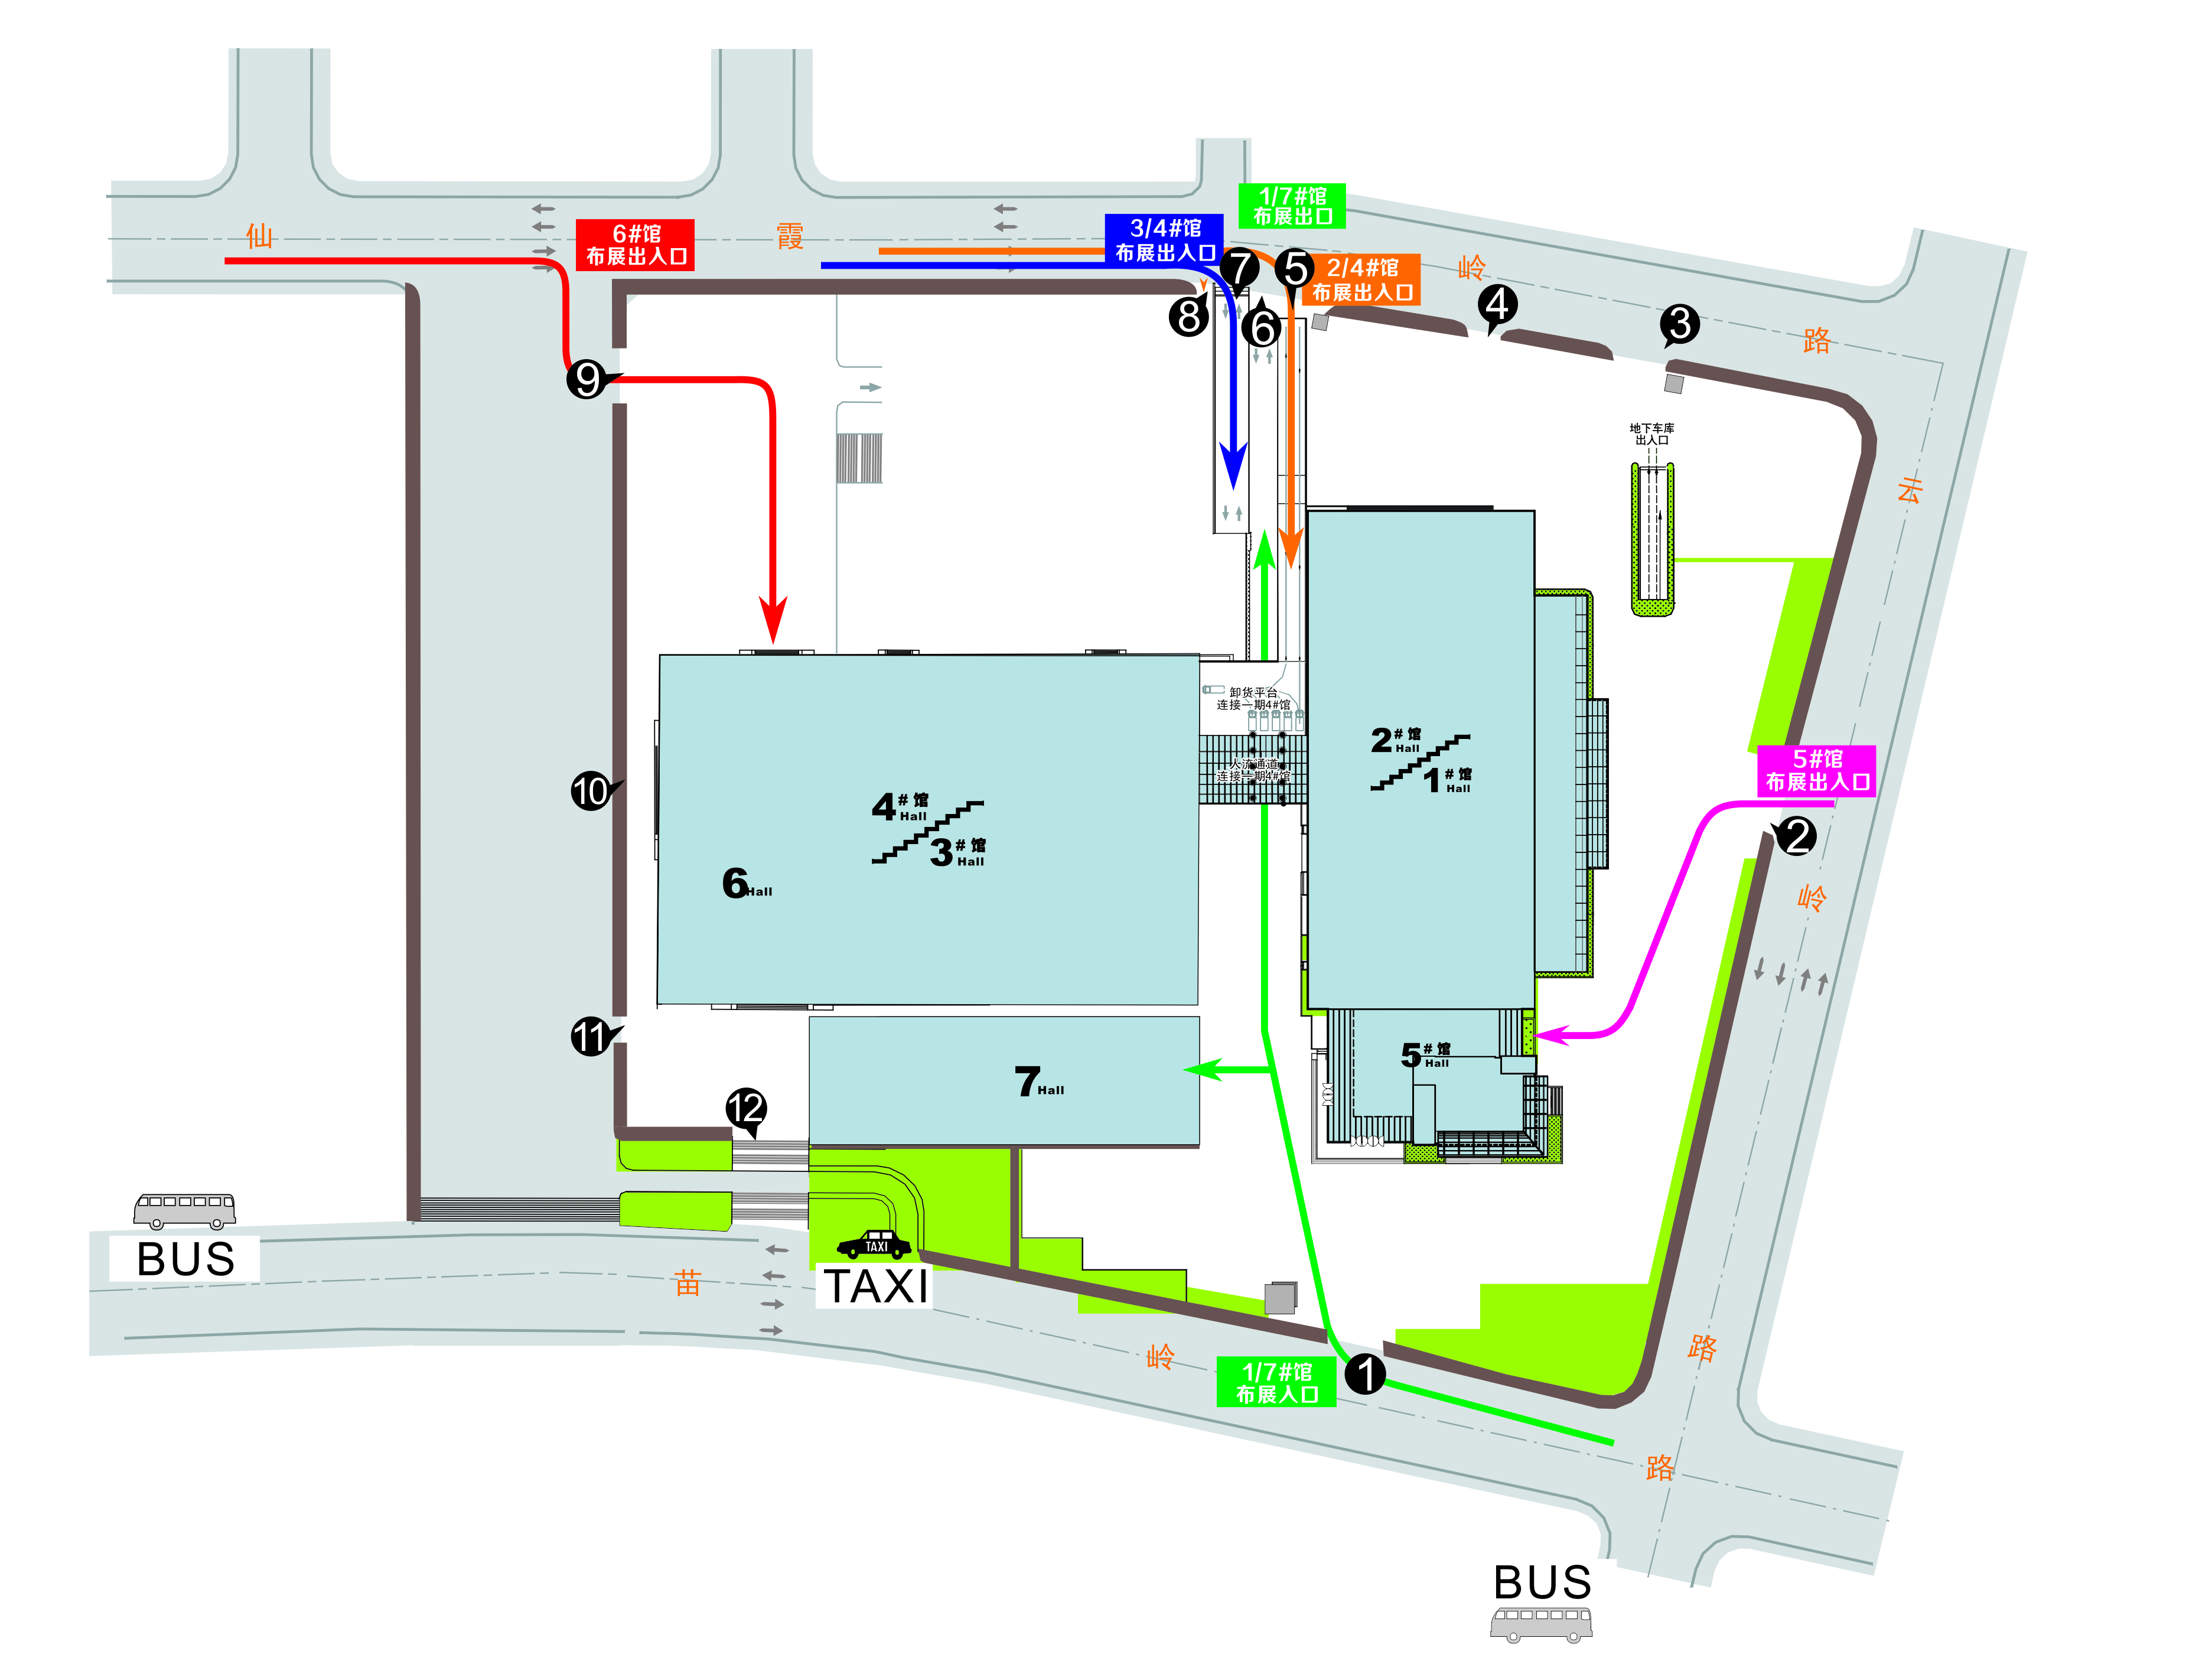 1/7#馆
布展出口
仙
霞
岭
路
6#馆
布展出入口
3/4#馆
布展出入口
2/4#馆
布展出入口
7
5
8
6
4
3
9
地下车库
出入口
云
岭
路
卸货平台
连接一期4#馆
人流通道
连接一期4#馆
2#馆
Hall
1#馆
Hall
5#馆
布展出入口
2
10
4#馆
Hall
3#馆
Hall
6Hall
11
5#馆
Hall
7Hall
12
BUS
TAXI
TAXI
苗
岭
路
1/7#馆
布展入口
1
BUS